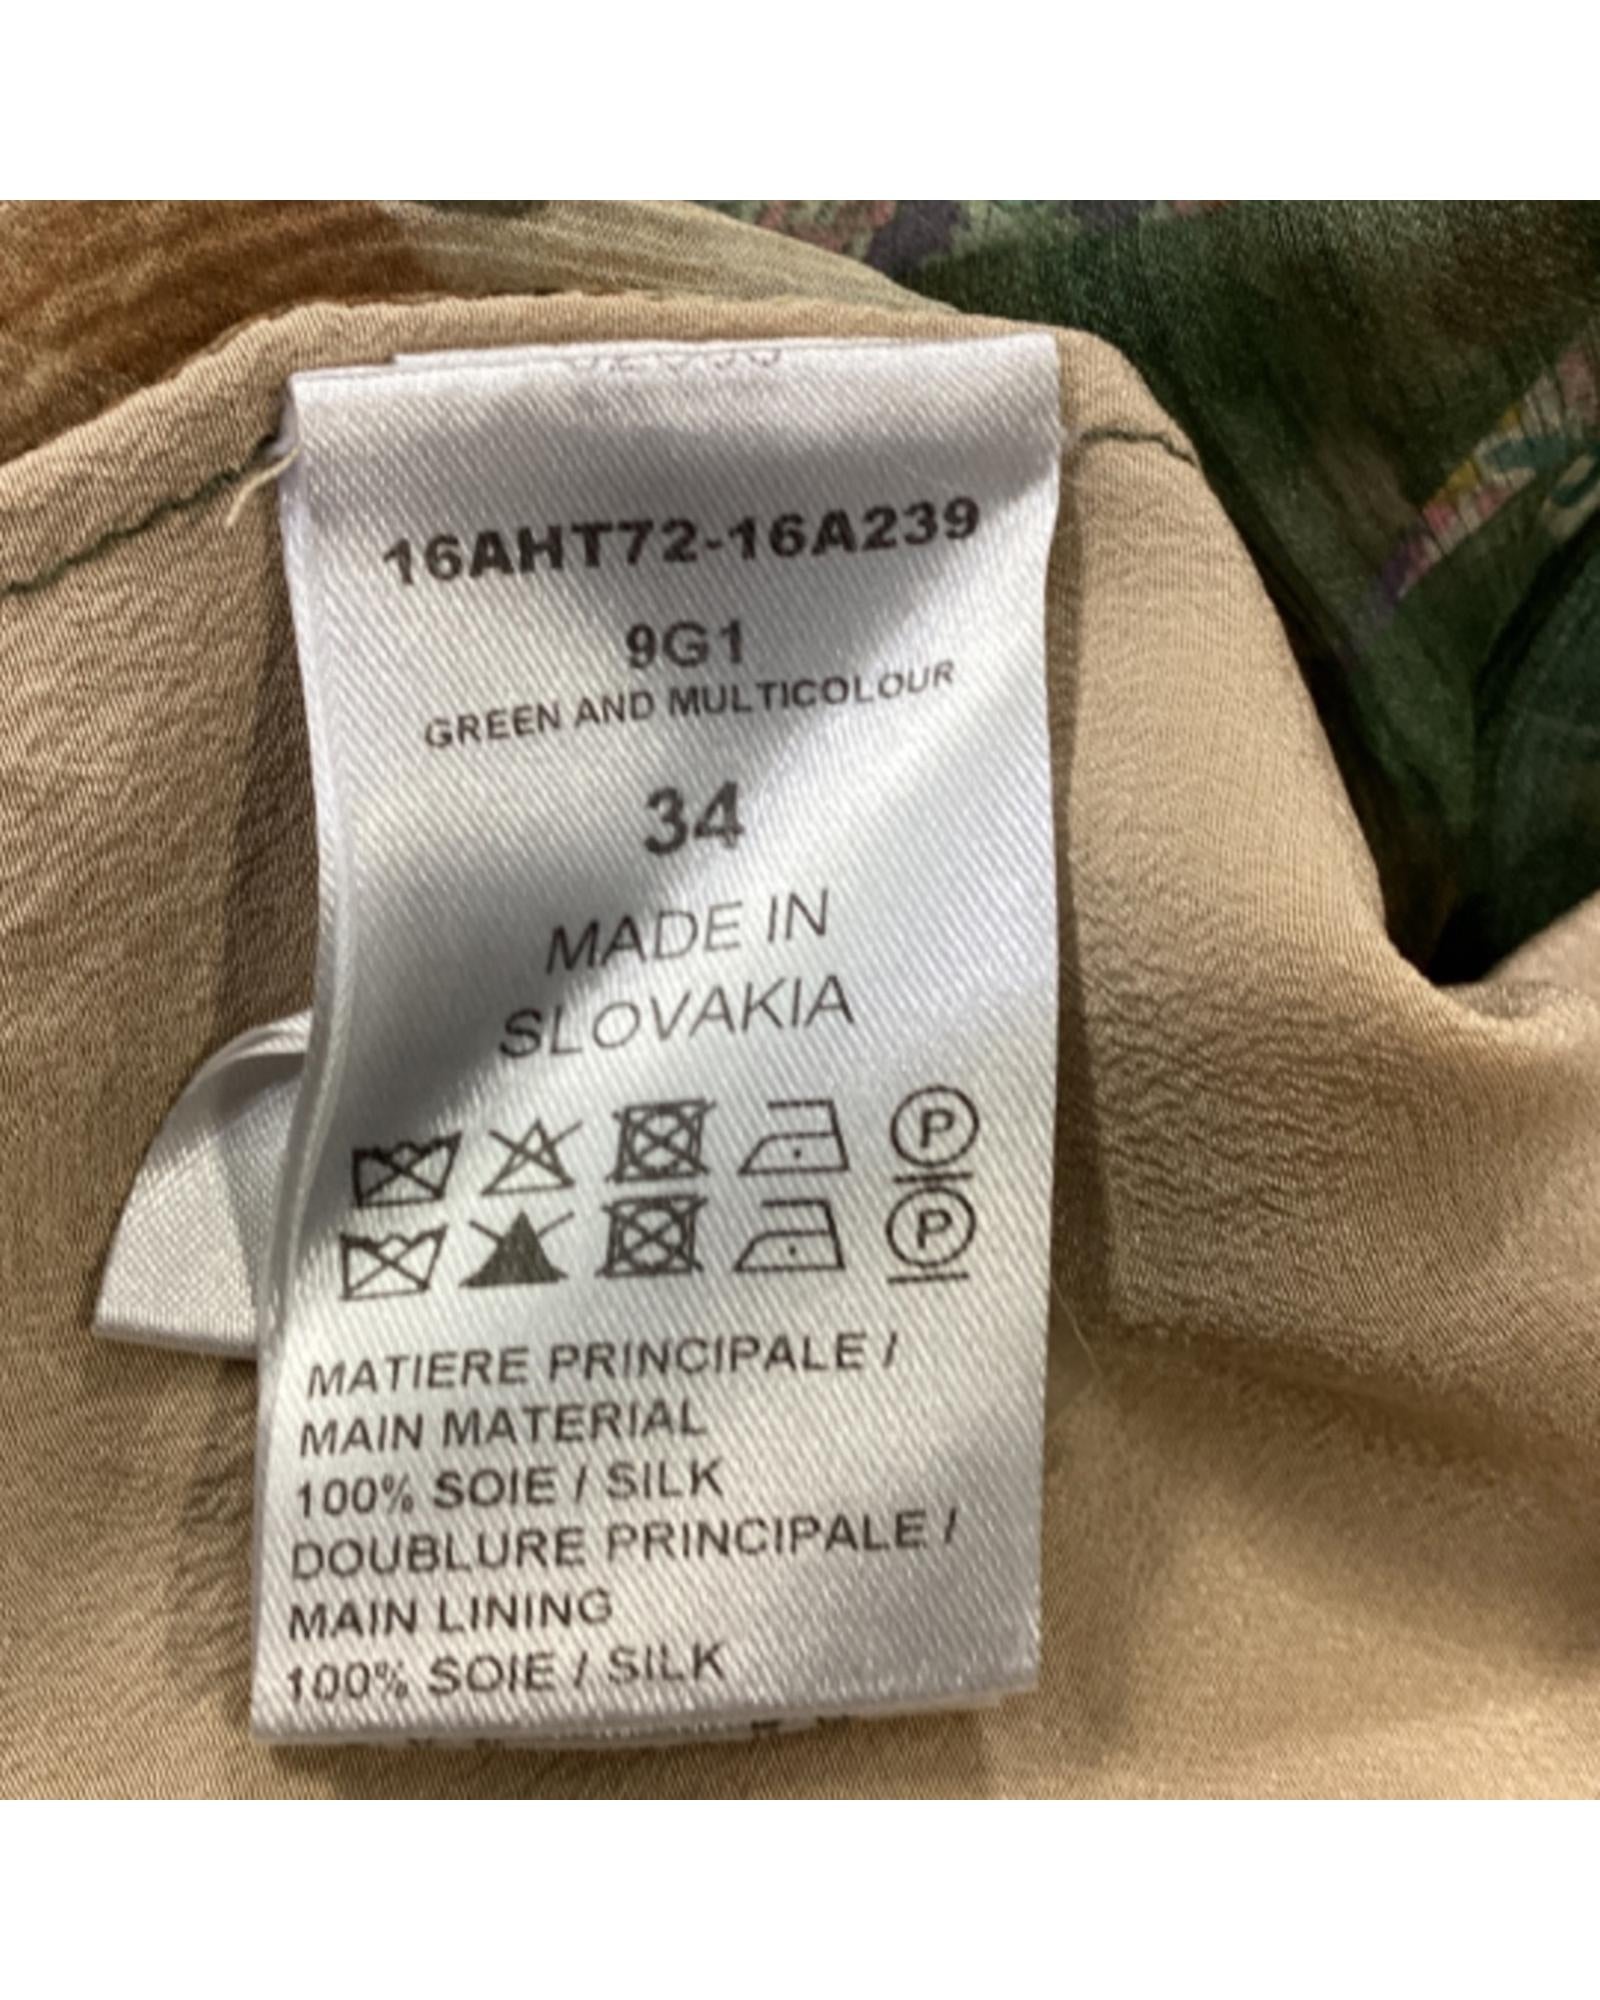 16AHT72-16A239
9G1
GREEN AND MULTICOLOUR
34
MADE IN
SLOVAKIA
P
P
MATIERE PRINCIPALE /
MAIN MATERIAL
100% SOIE / SILK
DOUBLURE PRINCIPALE /
MAIN LINING
100% SOIE / SILK